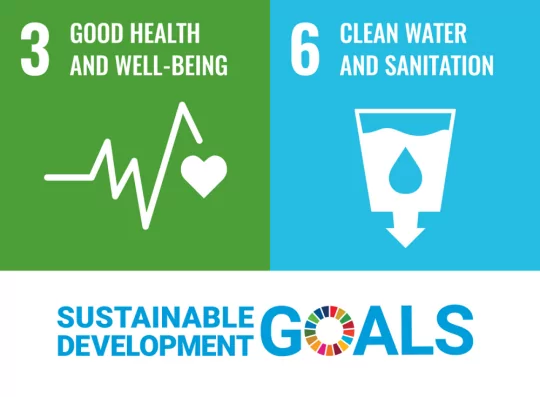 3 GOOD HEALTH
AND WELL-BEING
6 CLEAN WATER
AND SANITATION
SUSTAINABLE
DEVELOPMENT
GOALS